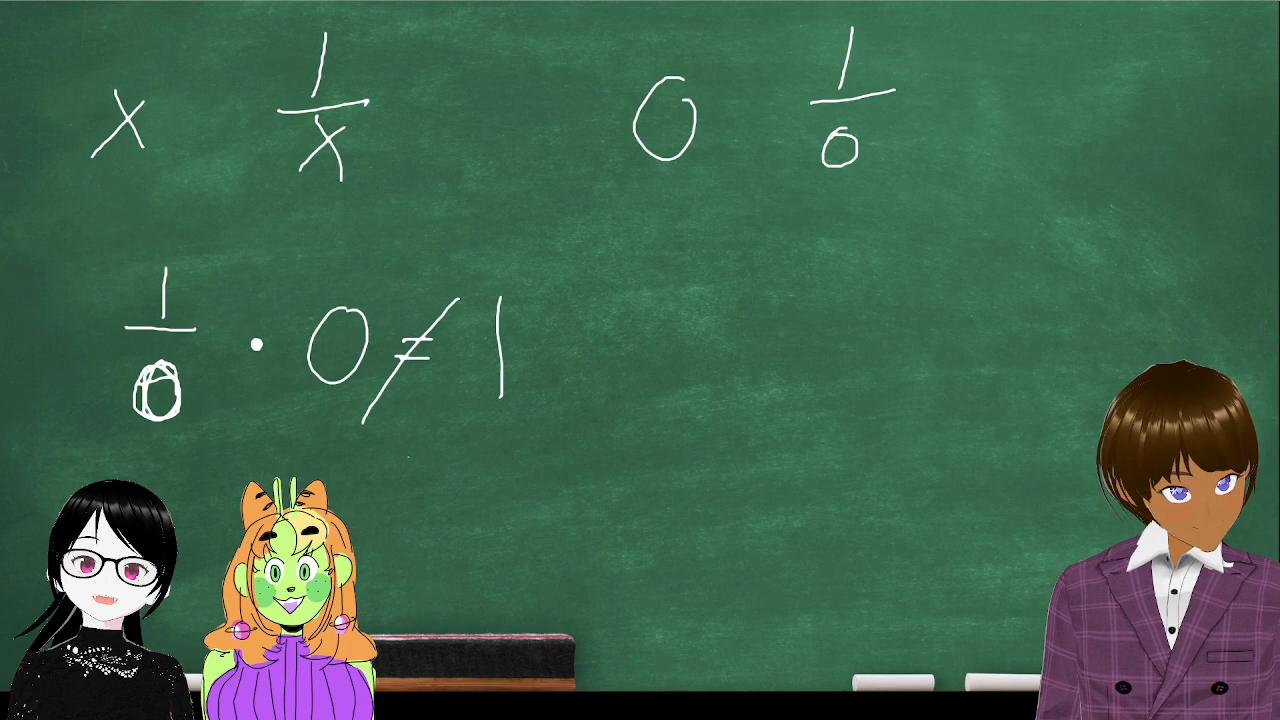 x 1/x 0 1/0
1/0 · 0 ≠ 1